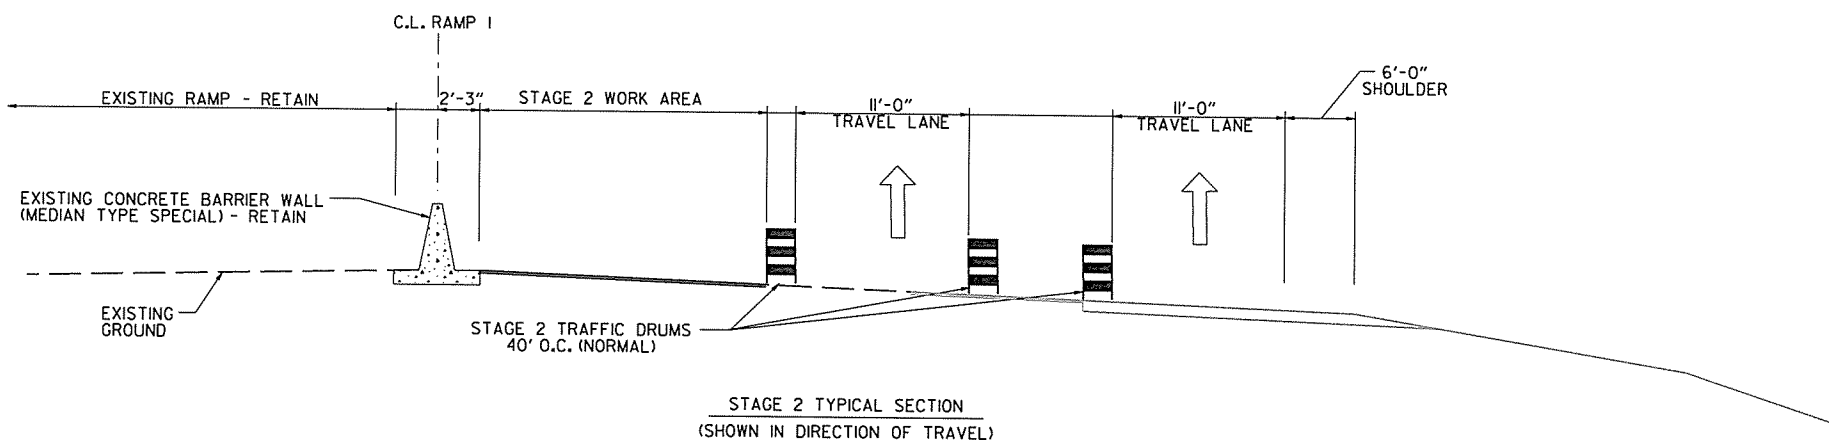 C.L. RAMP 1
6'-0"
SHOULDER
EXISTING RAMP - RETAIN
2'-3"
STAGE 2 WORK AREA
11'-0"
TRAVEL LANE
11'-0"
TRAVEL LANE
EXISTING CONCRETE BARRIER WALL
(MEDIAN TYPE SPECIAL) - RETAIN
EXISTING
GROUND
STAGE 2 TRAFFIC DRUMS
40' O.C. (NORMAL)
STAGE 2 TYPICAL SECTION
(SHOWN IN DIRECTION OF TRAVEL)